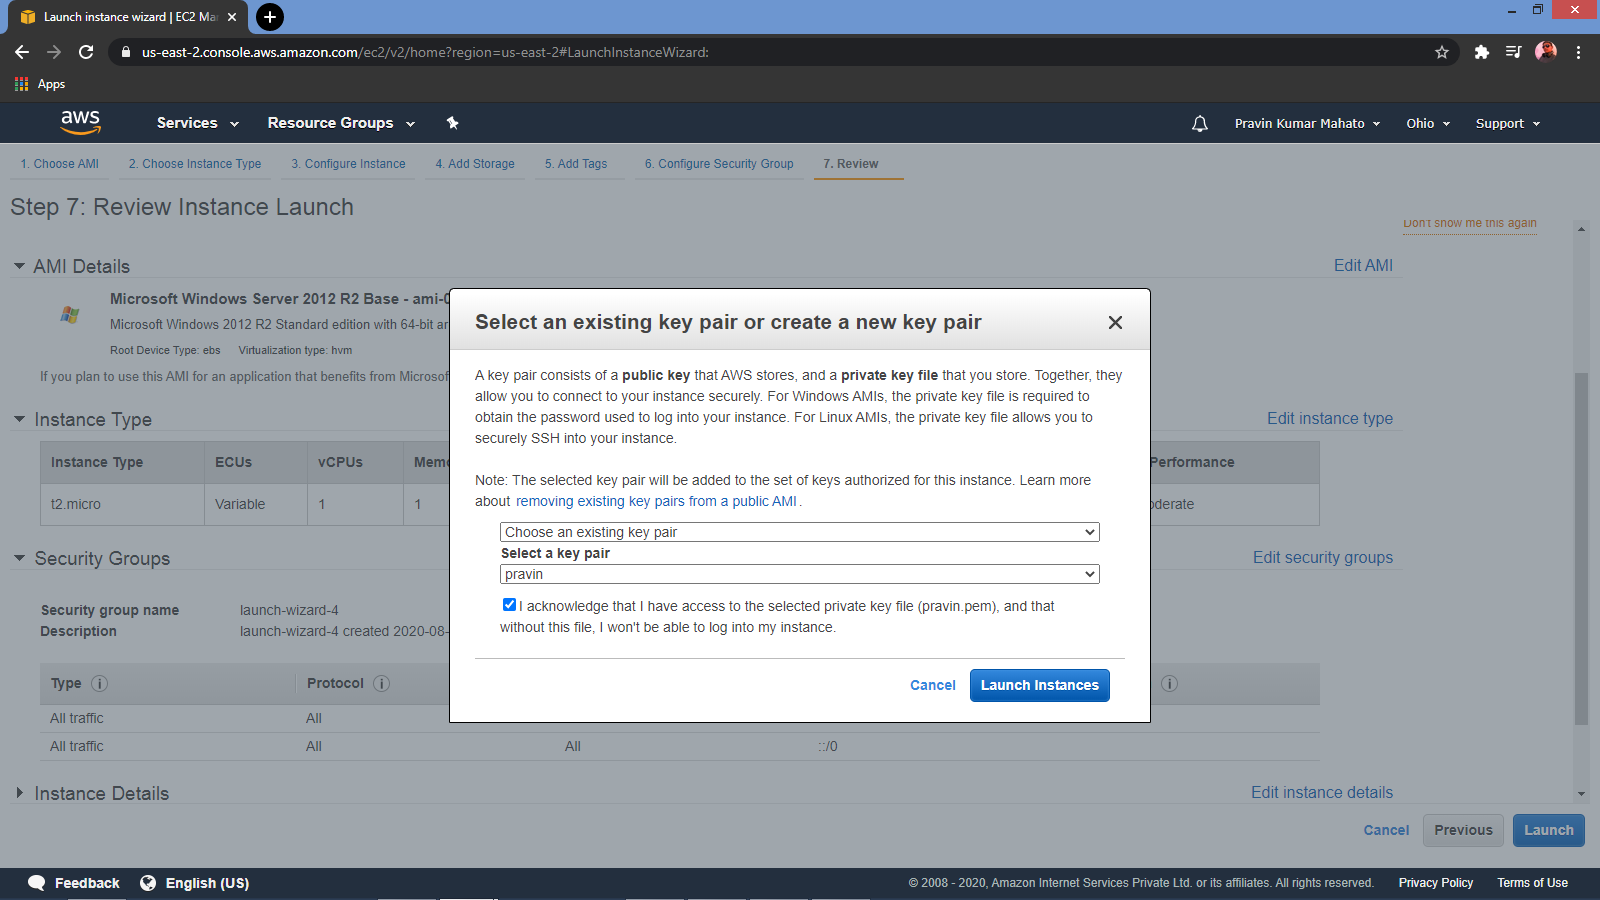 Launch instance wizard | EC2 Ma
us-east-2.console.aws.amazon.com/ec2/v2/home?region=us-east-2#LaunchInstanceWizard:
Apps
aws Services Resource Groups Pravin Kumar Mahato Ohio Support
1. Choose AMI 2. Choose Instance Type 3. Configure Instance 4. Add Storage 5. Add Tags 6. Configure Security Group 7. Review
Step 7: Review Instance Launch
Don't show me this again
AMI Details Edit AMI
Microsoft Windows Server 2012 R2 Base - ami-0
Microsoft Windows 2012 R2 Standard edition with 64-bit ar
Root Device Type: ebs Virtualization type: hvm
If you plan to use this AMI for an application that benefits from Microsof
Instance Type Edit instance type
Instance Type ECUs vCPUs Memo Performance
t2.micro Variable 1 1 oderate
Security Groups Edit security groups
Security group name launch-wizard-4
Description launch-wizard-4 created 2020-08-
Type Protocol
All traffic All
All traffic All All ::/0
Instance Details Edit instance details
Cancel Previous Launch
Select an existing key pair or create a new key pair
A key pair consists of a public key that AWS stores, and a private key file that you store. Together, they
allow you to connect to your instance securely. For Windows AMIs, the private key file is required to
obtain the password used to log into your instance. For Linux AMIs, the private key file allows you to
securely SSH into your instance.
Note: The selected key pair will be added to the set of keys authorized for this instance. Learn more
about removing existing key pairs from a public AMI .
Choose an existing key pair
Select a key pair
pravin
I acknowledge that I have access to the selected private key file (pravin.pem), and that
without this file, I won't be able to log into my instance.
Cancel Launch Instances
Feedback English (US) © 2008 - 2020, Amazon Internet Services Private Ltd. or its affiliates. All rights reserved. Privacy Policy Terms of Use